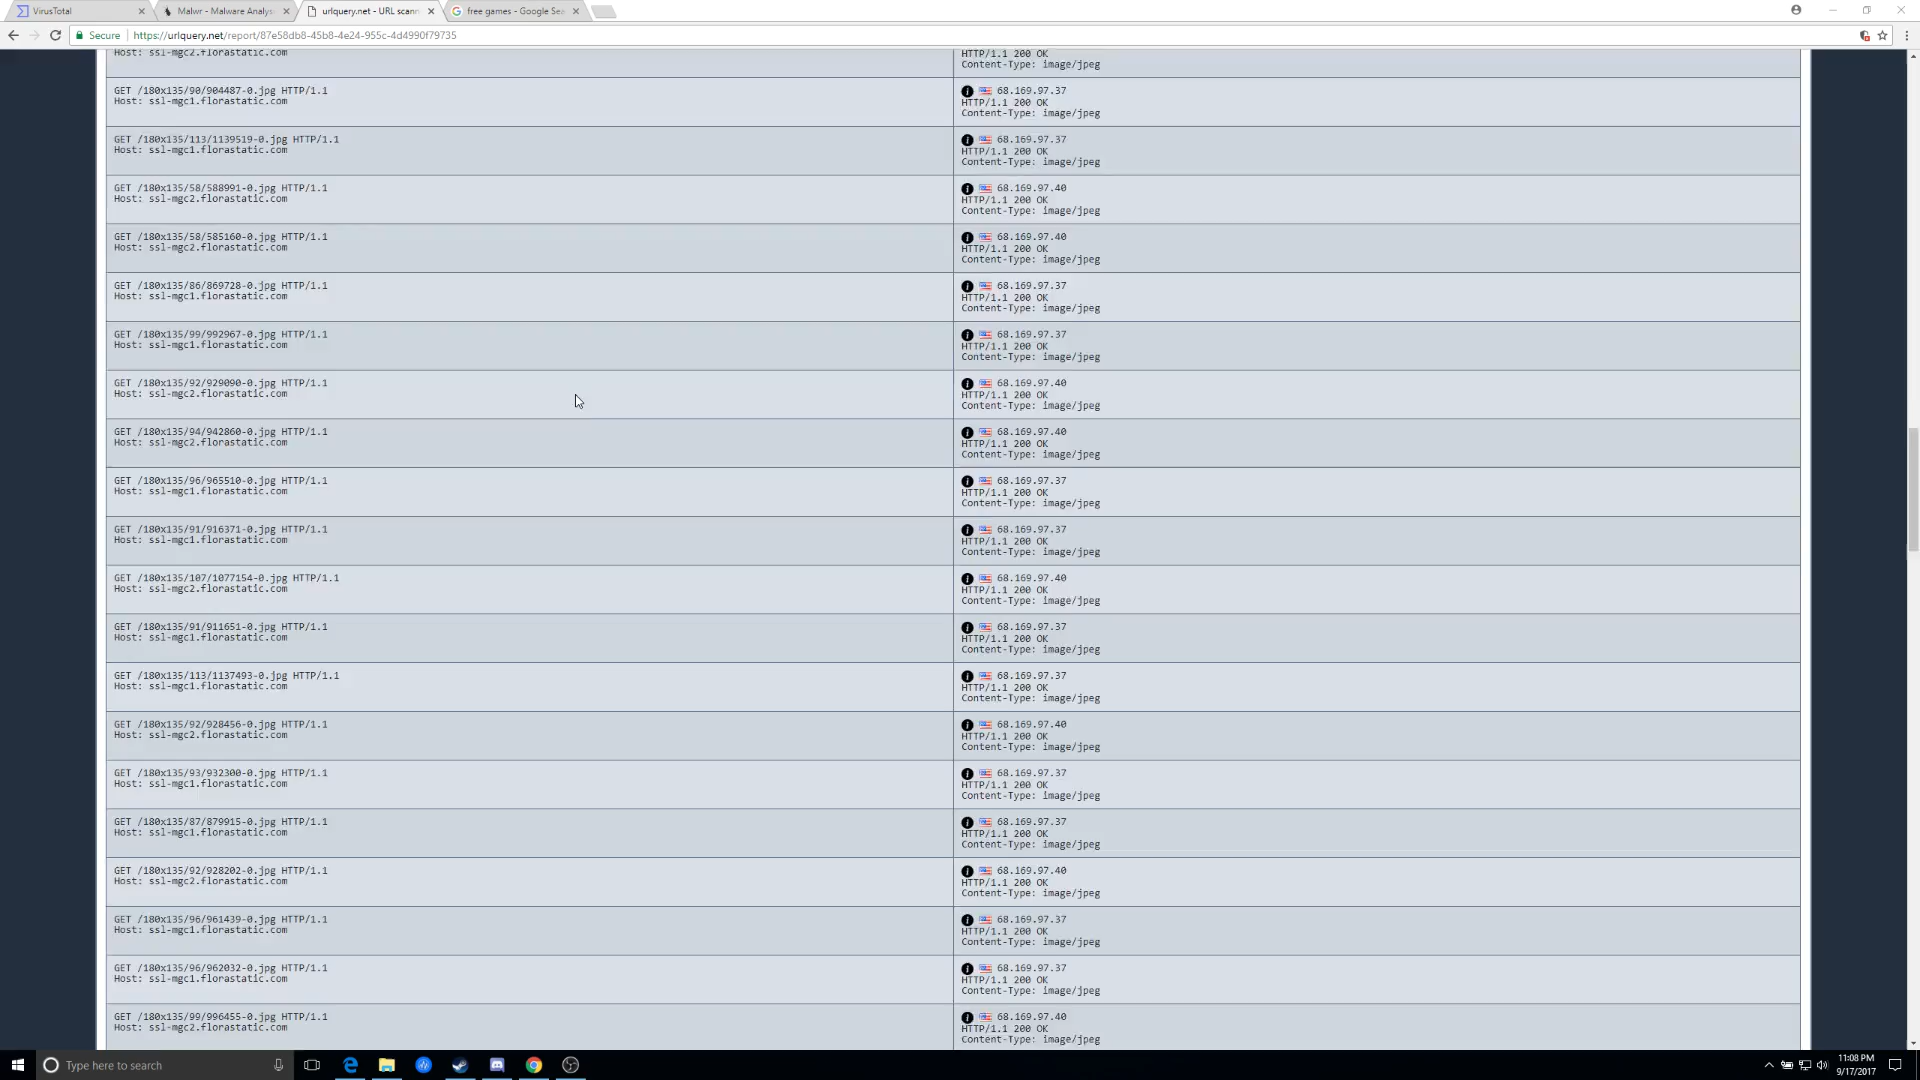 VirusTotal
Malwr - Malware Analys
urlquery.net - URL scann
free games - Google Sea
Secure https://urlquery.net/report/87e58db8-45b8-4e24-955c-4d4990f79735
Host: ssl-mgc2.florastatic.com
HTTP/1.1 200 OK
Content-Type: image/jpeg
GET /180x135/90/904487-0.jpg HTTP/1.1
Host: ssl-mgc1.florastatic.com
68.169.97.37
HTTP/1.1 200 OK
Content-Type: image/jpeg
GET /180x135/113/1139519-0.jpg HTTP/1.1
Host: ssl-mgc1.florastatic.com
68.169.97.37
HTTP/1.1 200 OK
Content-Type: image/jpeg
GET /180x135/58/588991-0.jpg HTTP/1.1
Host: ssl-mgc2.florastatic.com
68.169.97.40
HTTP/1.1 200 OK
Content-Type: image/jpeg
GET /180x135/58/585160-0.jpg HTTP/1.1
Host: ssl-mgc2.florastatic.com
68.169.97.40
HTTP/1.1 200 OK
Content-Type: image/jpeg
GET /180x135/86/869728-0.jpg HTTP/1.1
Host: ssl-mgc1.florastatic.com
68.169.97.37
HTTP/1.1 200 OK
Content-Type: image/jpeg
GET /180x135/99/992967-0.jpg HTTP/1.1
Host: ssl-mgc1.florastatic.com
68.169.97.37
HTTP/1.1 200 OK
Content-Type: image/jpeg
GET /180x135/92/929090-0.jpg HTTP/1.1
Host: ssl-mgc2.florastatic.com
68.169.97.40
HTTP/1.1 200 OK
Content-Type: image/jpeg
GET /180x135/94/942860-0.jpg HTTP/1.1
Host: ssl-mgc2.florastatic.com
68.169.97.40
HTTP/1.1 200 OK
Content-Type: image/jpeg
GET /180x135/96/965510-0.jpg HTTP/1.1
Host: ssl-mgc1.florastatic.com
68.169.97.37
HTTP/1.1 200 OK
Content-Type: image/jpeg
GET /180x135/91/916371-0.jpg HTTP/1.1
Host: ssl-mgc1.florastatic.com
68.169.97.37
HTTP/1.1 200 OK
Content-Type: image/jpeg
GET /180x135/107/1077154-0.jpg HTTP/1.1
Host: ssl-mgc2.florastatic.com
68.169.97.40
HTTP/1.1 200 OK
Content-Type: image/jpeg
GET /180x135/91/911651-0.jpg HTTP/1.1
Host: ssl-mgc1.florastatic.com
68.169.97.37
HTTP/1.1 200 OK
Content-Type: image/jpeg
GET /180x135/113/1137493-0.jpg HTTP/1.1
Host: ssl-mgc1.florastatic.com
68.169.97.37
HTTP/1.1 200 OK
Content-Type: image/jpeg
GET /180x135/92/928456-0.jpg HTTP/1.1
Host: ssl-mgc2.florastatic.com
68.169.97.40
HTTP/1.1 200 OK
Content-Type: image/jpeg
GET /180x135/93/932300-0.jpg HTTP/1.1
Host: ssl-mgc1.florastatic.com
68.169.97.37
HTTP/1.1 200 OK
Content-Type: image/jpeg
GET /180x135/87/879915-0.jpg HTTP/1.1
Host: ssl-mgc1.florastatic.com
68.169.97.37
HTTP/1.1 200 OK
Content-Type: image/jpeg
GET /180x135/92/928202-0.jpg HTTP/1.1
Host: ssl-mgc2.florastatic.com
68.169.97.40
HTTP/1.1 200 OK
Content-Type: image/jpeg
GET /180x135/96/961439-0.jpg HTTP/1.1
Host: ssl-mgc1.florastatic.com
68.169.97.37
HTTP/1.1 200 OK
Content-Type: image/jpeg
GET /180x135/96/962032-0.jpg HTTP/1.1
Host: ssl-mgc1.florastatic.com
68.169.97.37
HTTP/1.1 200 OK
Content-Type: image/jpeg
GET /180x135/99/996455-0.jpg HTTP/1.1
Host: ssl-mgc2.florastatic.com
68.169.97.40
HTTP/1.1 200 OK
Content-Type: image/jpeg
Type here to search
11:08 PM
9/17/2017